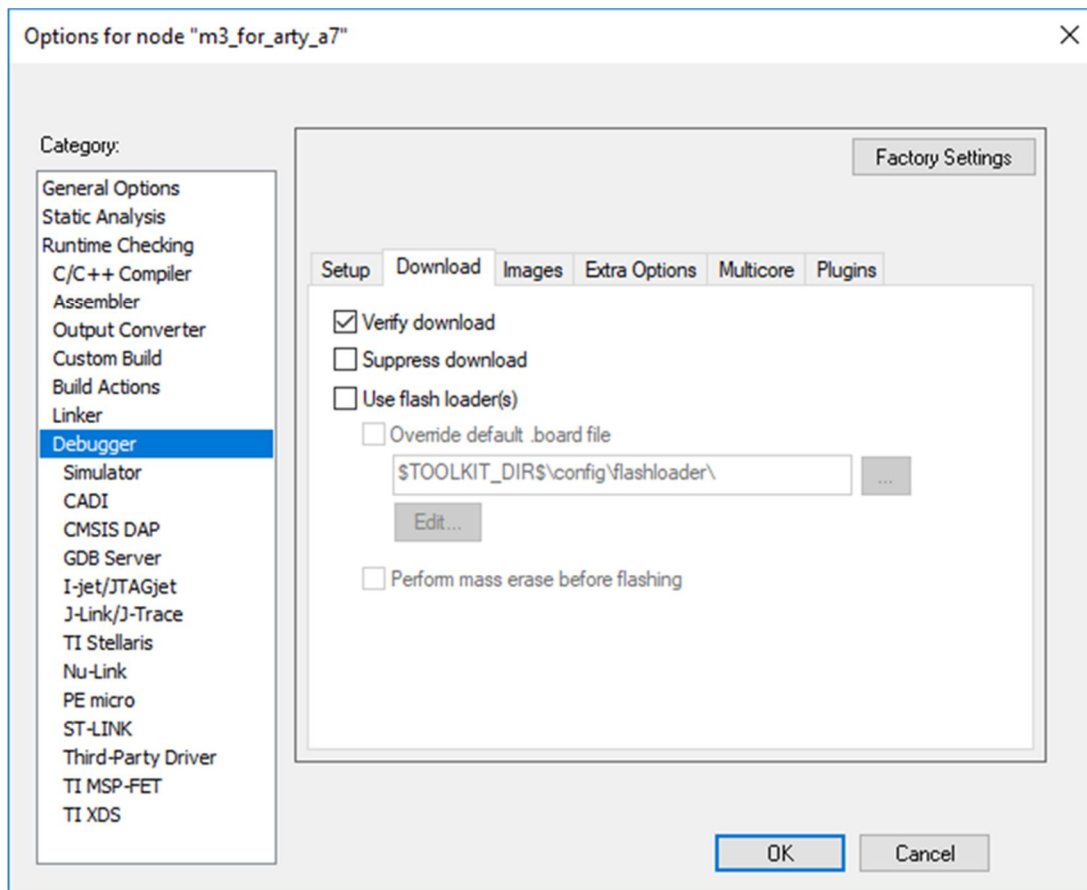 Options for node "m3_for_arty_a7"
Category:
General Options
Static Analysis
Runtime Checking
C/C++ Compiler
Assembler
Output Converter
Custom Build
Build Actions
Linker
Debugger
Simulator
CADI
CMSIS DAP
GDB Server
I-jet/JTAGjet
J-Link/J-Trace
TI Stellaris
Nu-Link
PE micro
ST-LINK
Third-Party Driver
TI MSP-FET
TI XDS
Factory Settings
Setup Download Images Extra Options Multicore Plugins
Verify download
Suppress download
Use flash loader(s)
Override default .board file
$TOOLKIT_DIR$\config\flashloader\ ...
Edit...
Perform mass erase before flashing
OK Cancel